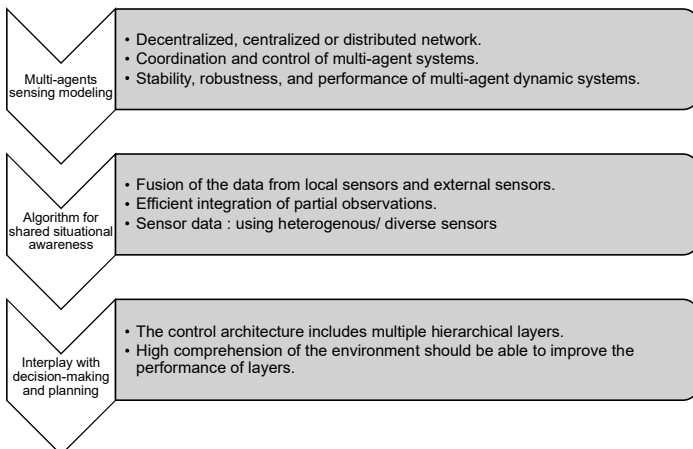 Multi-agents
sensing modeling
• Decentralized, centralized or distributed network.
• Coordination and control of multi-agent systems.
• Stability, robustness, and performance of multi-agent dynamic systems.
Algorithm for
shared situational
awareness
• Fusion of the data from local sensors and external sensors.
• Efficient integration of partial observations.
• Sensor data : using heterogenous/ diverse sensors
Interplay with
decision-making
and planning
• The control architecture includes multiple hierarchical layers.
• High comprehension of the environment should be able to improve the
performance of layers.